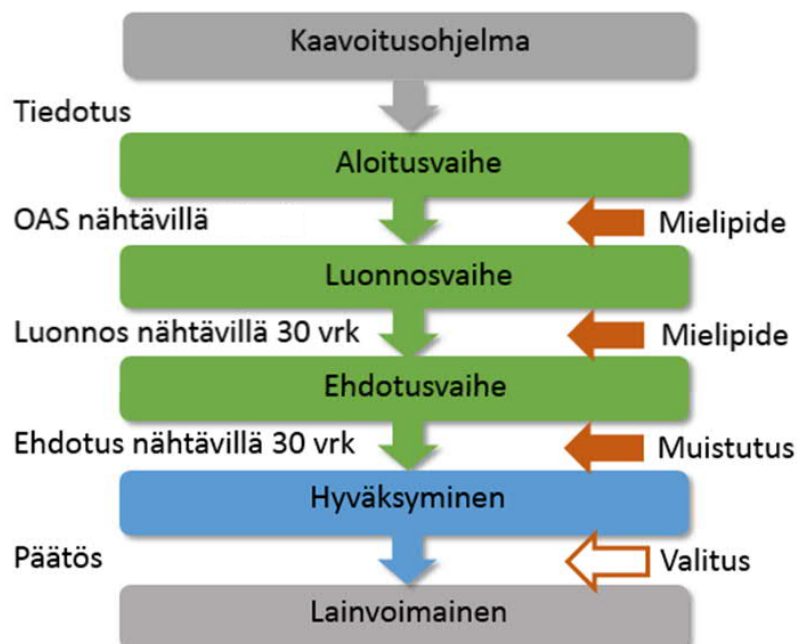 Kaavoitusohjelma
Tiedotus
Aloitusvaihe
OAS nähtävillä
Mielipide
Luonnosvaihe
Luonnos nähtävillä 30 vrk
Mielipide
Ehdotusvaihe
Ehdotus nähtävillä 30 vrk
Muistutus
Hyväksyminen
Päätös
Valitus
Lainvoimainen